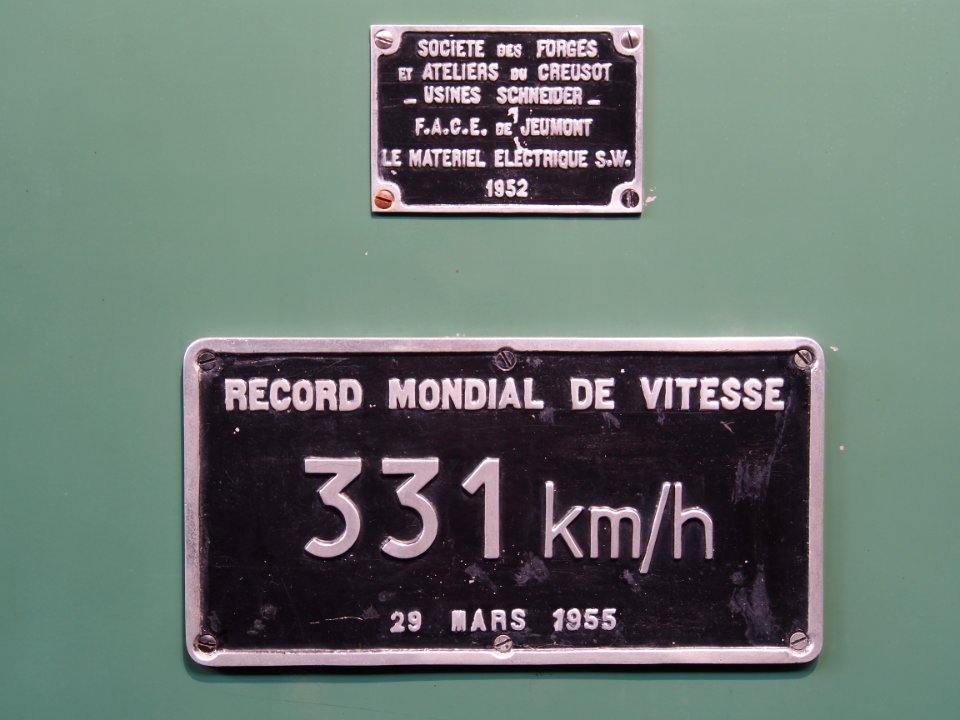 SOCIETE DES FORGES
ET ATELIERS DU CREUSOT
_ USINES SCHNEIDER _
F.A.C.E. DE JEUMONT
LE MATERIEL ELECTRIQUE S.W.
1952
RECORD MONDIAL DE VITESSE
331 km/h
29 MARS 1955